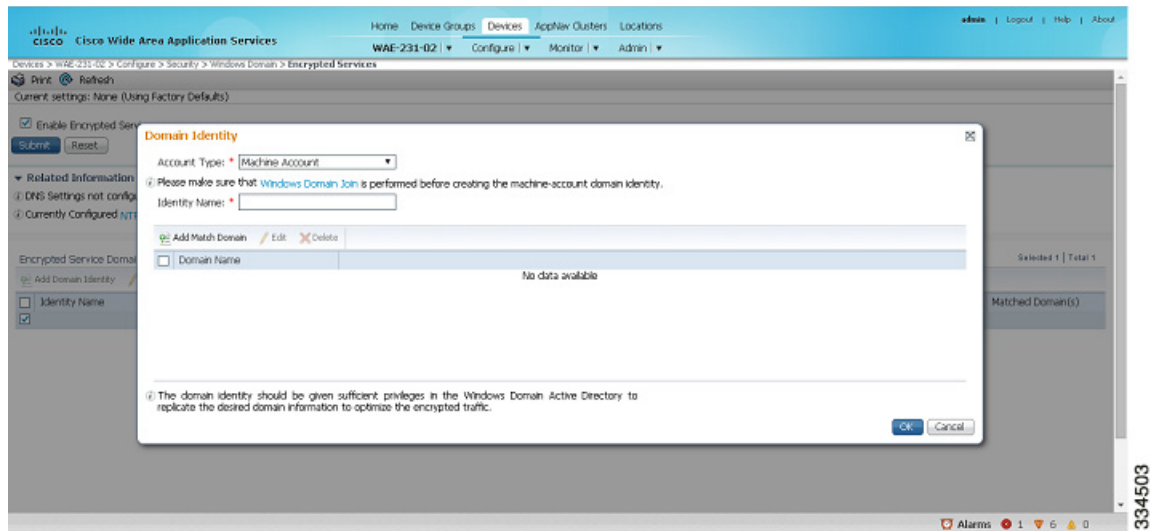 admin | Logout | Help | About
Home Device Groups Devices AppNav Clusters Locations
cisco Cisco Wide Area Application Services
WAE-231-02 | Configure | Monitor | Admin |
Devices > WAE-231-02 > Configure > Security > Windows Domain > Encrypted Services
Print Refresh
Current settings: None (Using Factory Defaults)
Enable Encrypted Serv
Submit Reset
Related Information
DNS Settings not configu
Currently Configured NTP
Encrypted Service Domai
Selected 1 | Total 1
Add Domain Identity
Identity Name
Matched Domain(s)
Domain Identity
Account Type: * Machine Account
Please make sure that Windows Domain Join is performed before creating the machine-account domain identity.
Identity Name: *
Add Match Domain Edit Delete
Domain Name
No data available
The domain identity should be given sufficient privileges in the Windows Domain Active Directory to
replicate the desired domain information to optimize the encrypted traffic.
OK Cancel
Alarms 1 6 0
334503